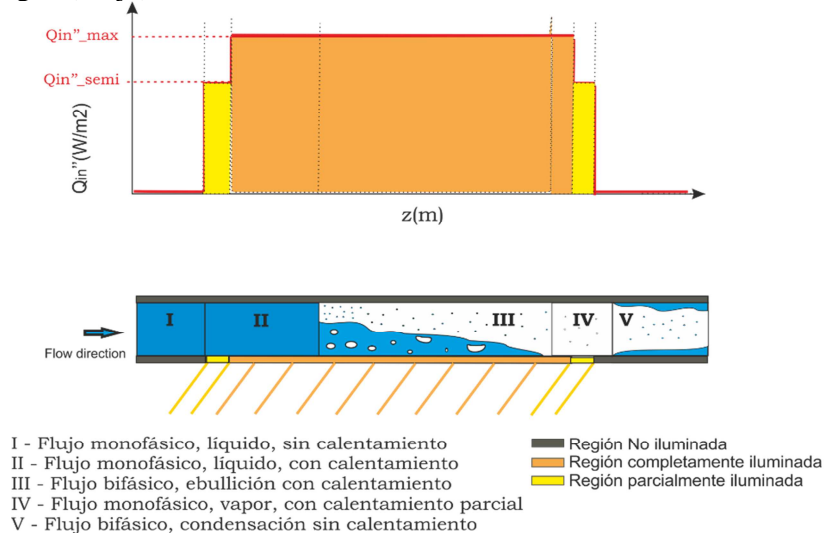 Qin”_max
Qin”_semi
Qin”(W/m2)
z(m)
I
II
III
IV
V
Flow direction
I - Flujo monofásico, líquido, sin calentamiento
II - Flujo monofásico, líquido, con calentamiento
III - Flujo bifásico, ebullición con calentamiento
IV - Flujo monofásico, vapor, con calentamiento parcial
V - Flujo bifásico, condensación sin calentamiento
Región No iluminada
Región completamente iluminada
Región parcialmente iluminada